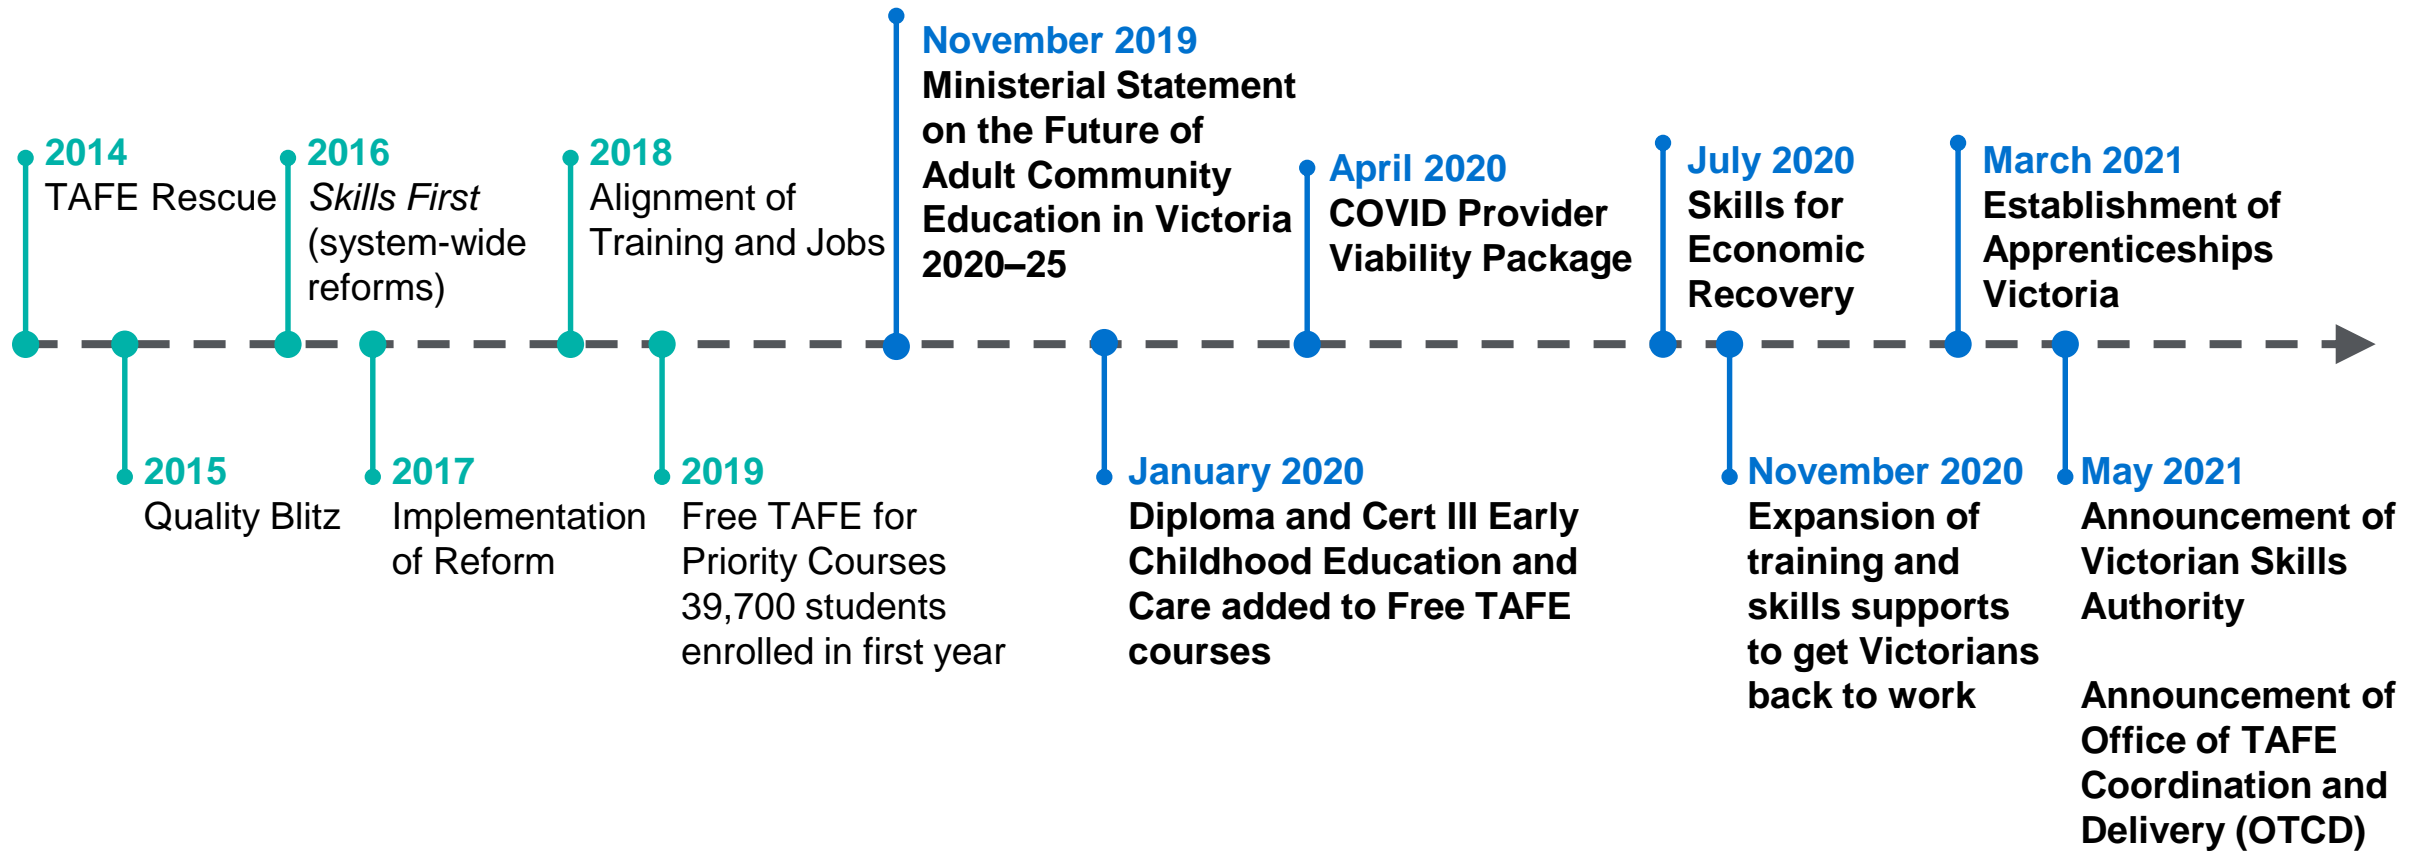 2014
TAFE Rescue
2015
Quality Blitz
2016
Skills First
(system-wide
reforms)
2017
Implementation
of Reform
2018
Alignment of
Training and Jobs
2019
Free TAFE for
Priority Courses
39,700 students
enrolled in first year
November 2019
Ministerial Statement
on the Future of
Adult Community
Education in Victoria
2020–25
January 2020
Diploma and Cert III Early
Childhood Education and
Care added to Free TAFE
courses
April 2020
COVID Provider
Viability Package
July 2020
Skills for
Economic
Recovery
November 2020
Expansion of
training and
skills supports
to get Victorians
back to work
March 2021
Establishment of
Apprenticeships
Victoria
May 2021
Announcement of
Victorian Skills
Authority
Announcement of
Office of TAFE
Coordination and
Delivery (OTCD)